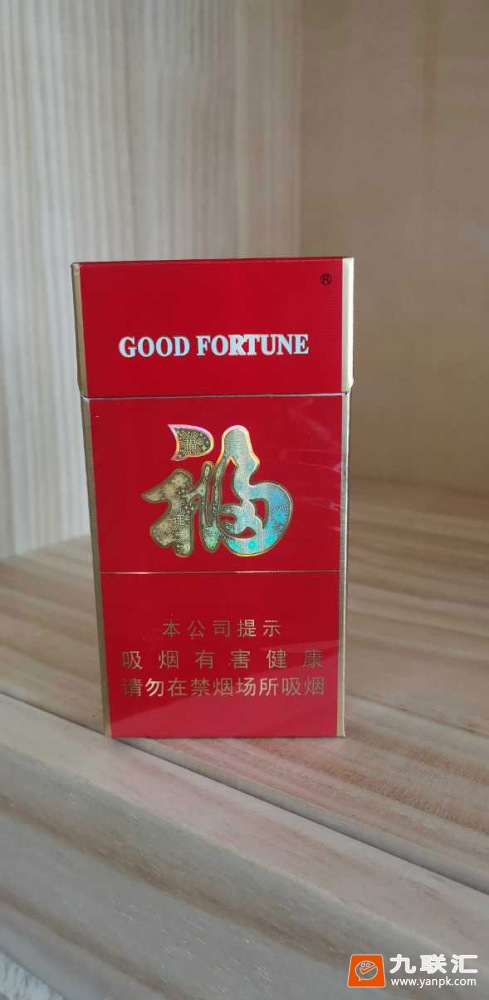 ®
GOOD FORTUNE
福
本公司提示
吸烟有害健康
请勿在禁烟场所吸烟
九联汇
www.yanpk.com